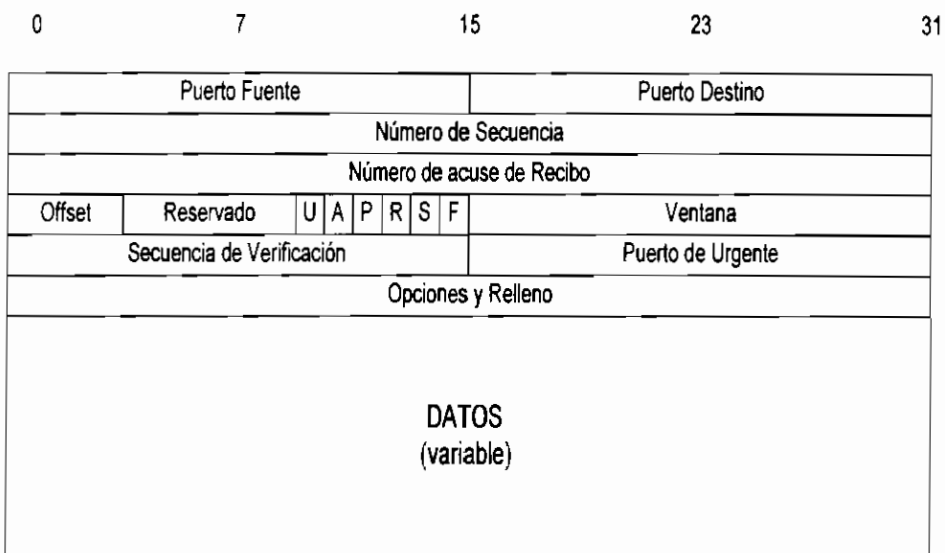 0 7 15 23 31
Puerto Fuente Puerto Destino
Número de Secuencia
Número de acuse de Recibo
Offset Reservado U A P R S F Ventana
Secuencia de Verificación Puerto de Urgente
Opciones y Relleno
DATOS
(variable)